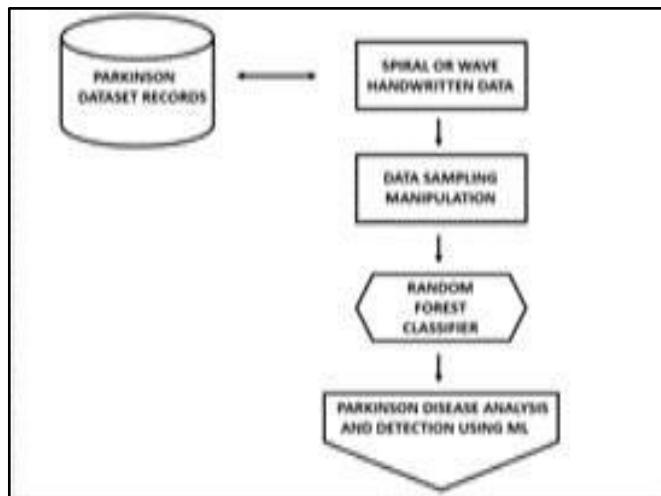 PARKINSON
DATASET RECORDS
SPIRAL OR WAVE
HANDWRITTEN DATA
DATA SAMPLING
MANIPULATION
RANDOM
FOREST
CLASSIFIER
PARKINSON DISEASE ANALYSIS
AND DETECTION USING ML